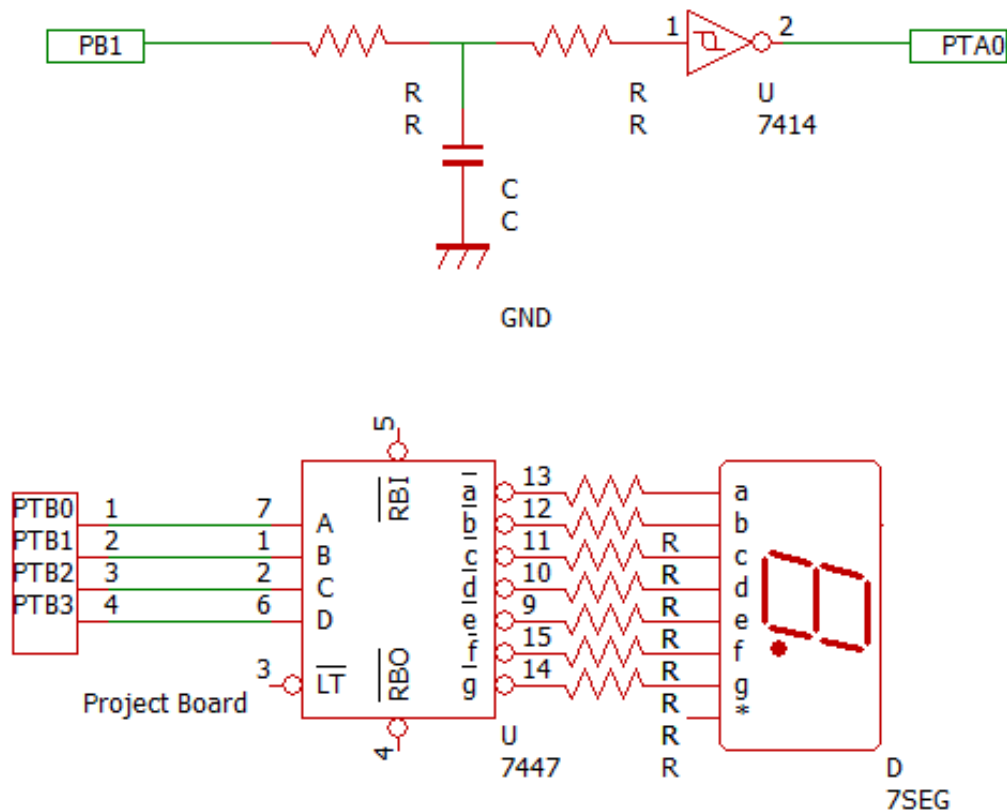 PB1
1
2
PTA0
R
R
R
R
U
7414
C
C
GND
5
PTB0 1 7 A
PTB1 2 1 B
PTB2 3 2 C
PTB3 4 6 D
RBI
a 13 a
b 12 b
c 11 R c
d 10 R d
e 9 R e
f 15 R f
g 14 R g
R *
R
R
3 LT
RBO
4
Project Board
U
7447
D
7SEG